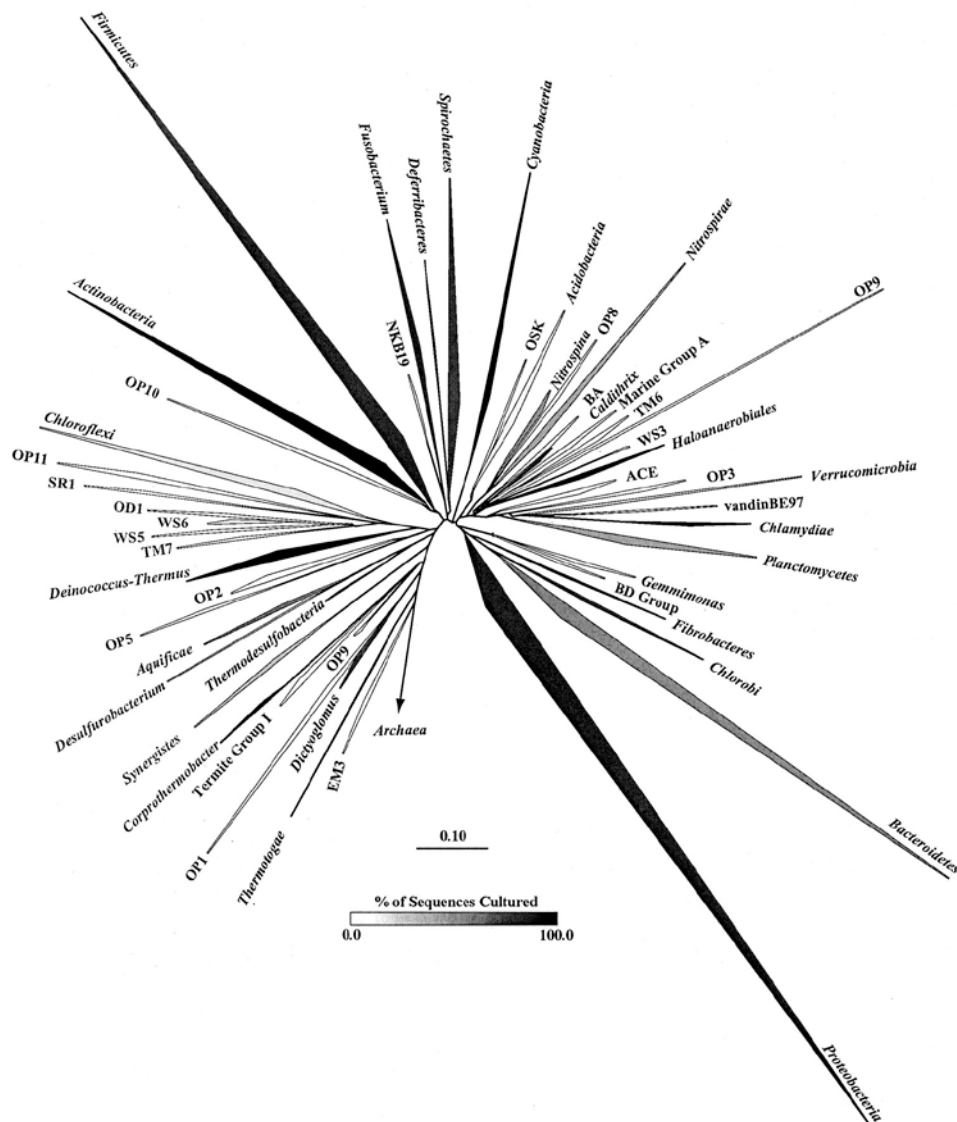 Firmicutes
Fusobacterium
Deferribacteres
Spirochaetes
Cyanobacteria
Acidobacteria
Nitrospirae
OP9
NKB19
OSK
Nitrospina
OP8
BA
Caldithrix
Marine Group A
TM6
WS3
Haloanaerobiales
ACE
OP3
Verrucomicrobia
vandinBE97
Chlamydiae
Planctomycetes
Gemmimonas
BD Group
Fibrobacteres
Chlorobi
Bacteroidetes
Proteobacteria
Actinobacteria
OP10
Chloroflexi
OP11
SR1
OD1
WS6
WS5
TM7
Deinococcus-Thermus
OP2
OP5
Aquificae
Desulfurobacterium
Thermodesulfobacteria
Synergistes
Corprothermobacter
Termite Group I
OP9
OP1
Dictyoglomus
Thermotogae
EM3
Archaea
0.10
% of Sequences Cultured
0.0 100.0